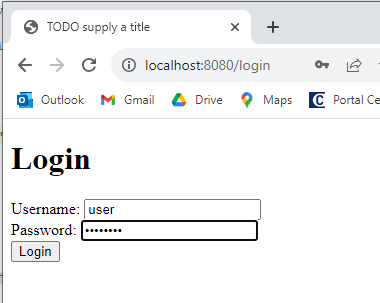 TODO supply a title
localhost:8080/login
Outlook Gmail Drive Maps Portal Ce
Login
Username: user
Password: ••••••••
Login